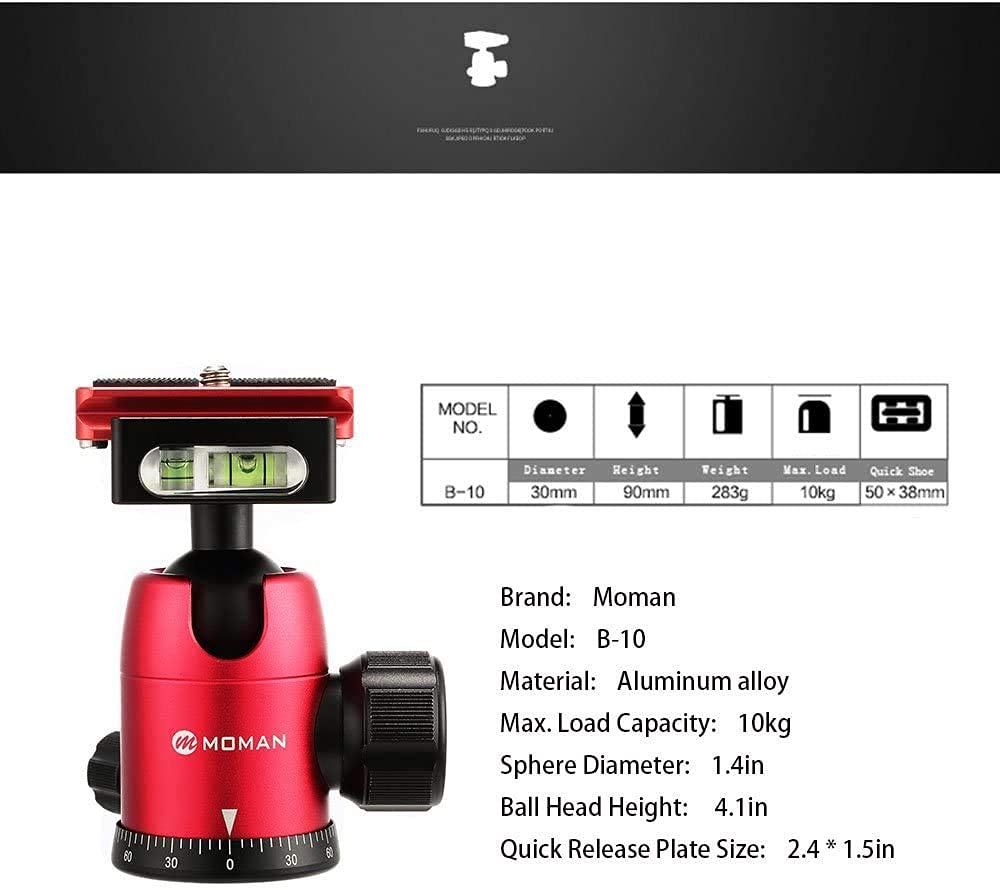 MODEL NO.
Diameter Height Weight Max.Load Quick Shoe
B-10 30mm 90mm 283g 10kg 50×38mm
MOMAN
60 30 0 30 60
Brand: Moman
Model: B-10
Material: Aluminum alloy
Max. Load Capacity: 10kg
Sphere Diameter: 1.4in
Ball Head Height: 4.1in
Quick Release Plate Size: 2.4 * 1.5in